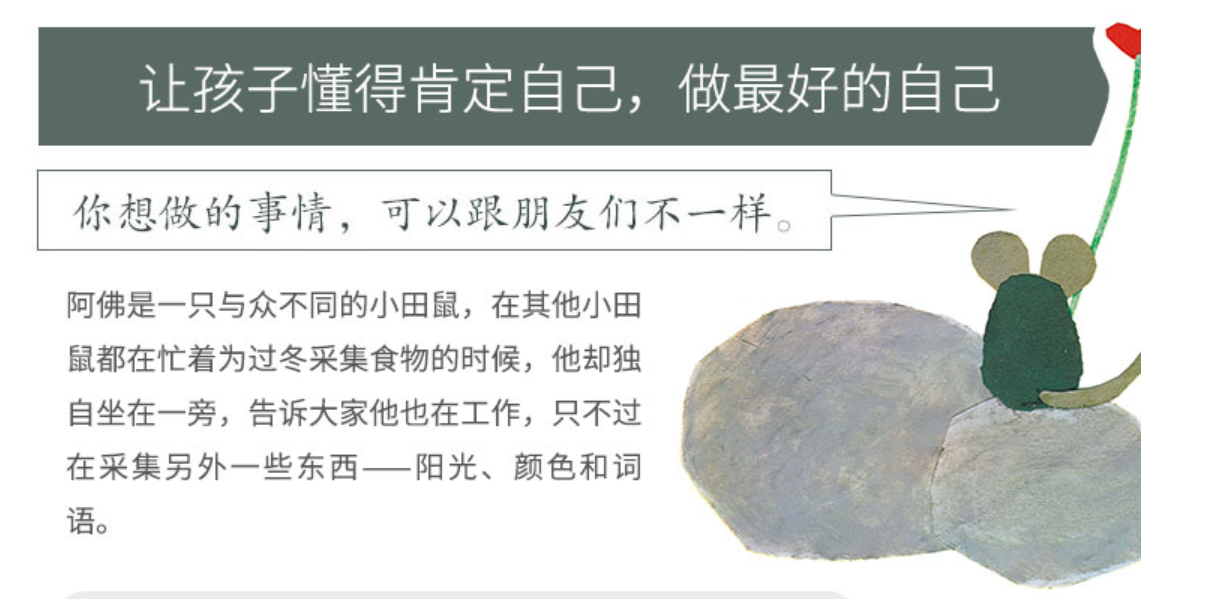 让孩子懂得肯定自己，做最好的自己
你想做的事情，可以跟朋友们不一样。
阿佛是一只与众不同的小田鼠，在其他小田
鼠都在忙着为过冬采集食物的时候，他却独
自坐在一旁，告诉大家他也在工作，只不过
在采集另外一些东西——阳光、颜色和词
语。